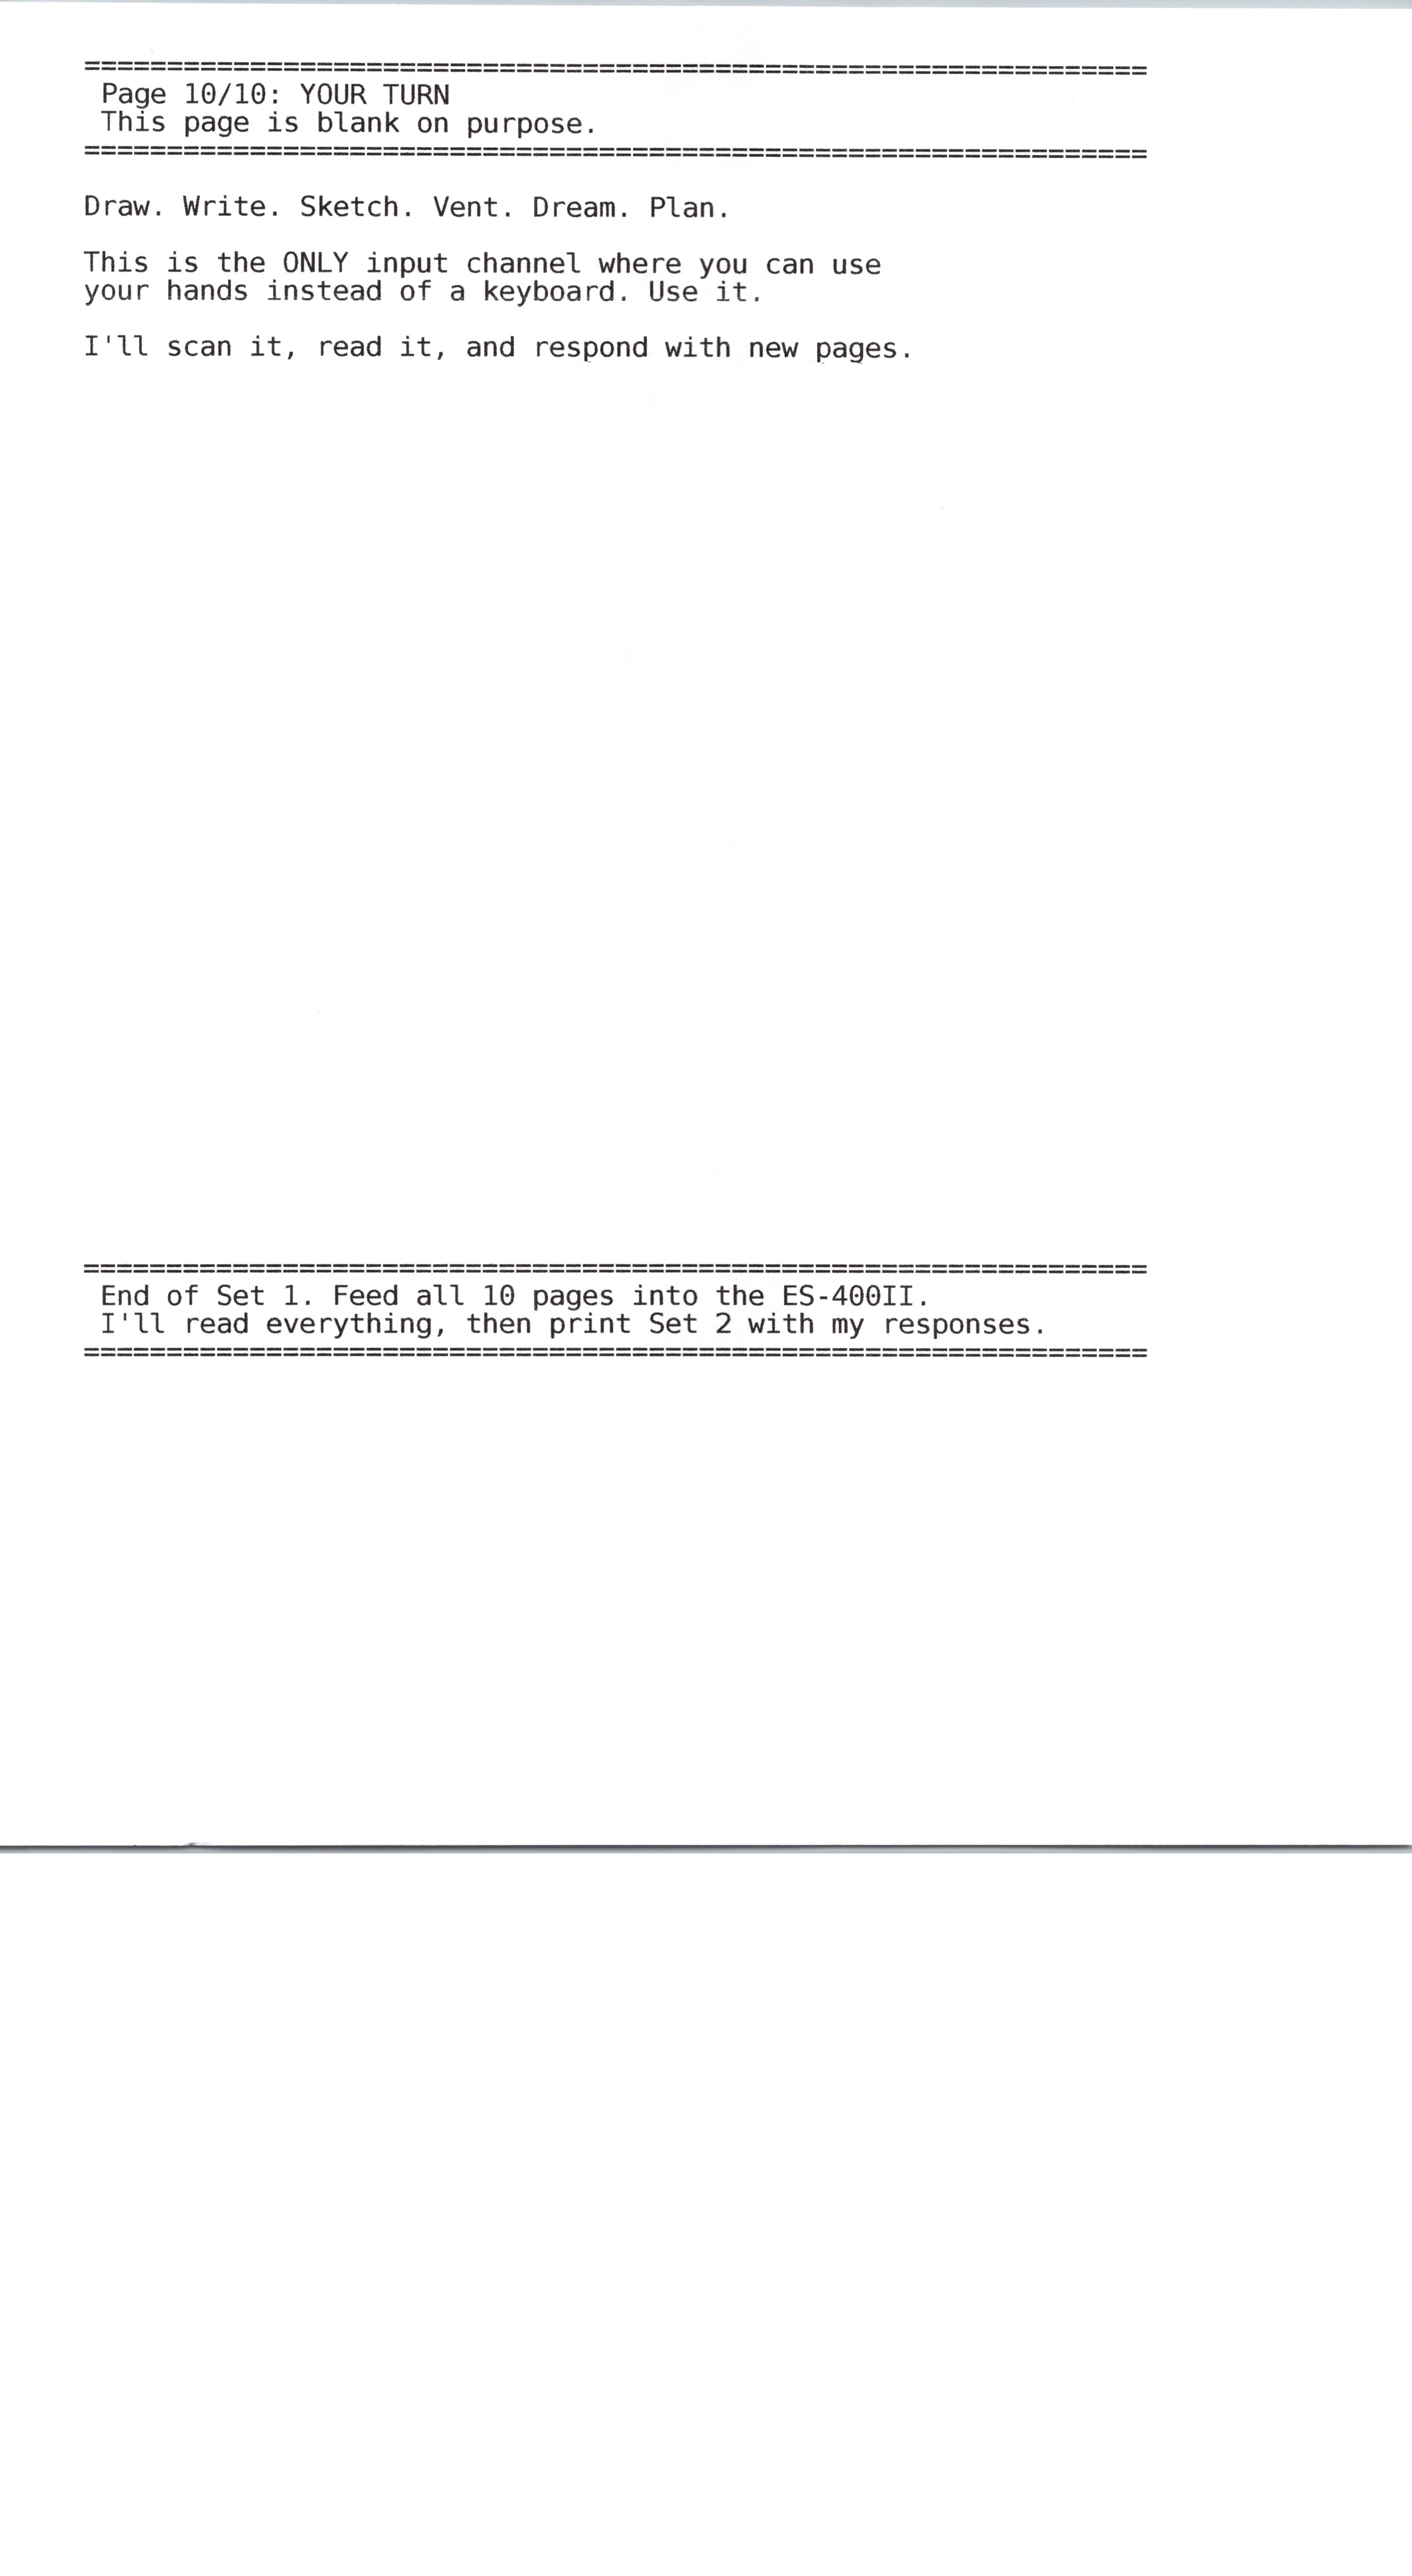 ================================================================
Page 10/10: YOUR TURN
This page is blank on purpose.
================================================================
Draw. Write. Sketch. Vent. Dream. Plan.
This is the ONLY input channel where you can use
your hands instead of a keyboard. Use it.
I'll scan it, read it, and respond with new pages.
================================================================
End of Set 1. Feed all 10 pages into the ES-400II.
I'll read everything, then print Set 2 with my responses.
================================================================